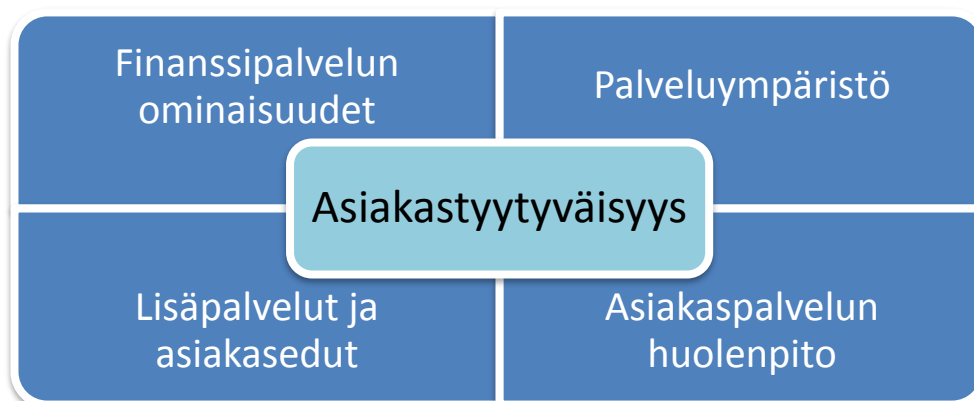 Finanssipalvelun
ominaisuudet
Palveluympäristö
Asiakastyytyväisyys
Lisäpalvelut ja
asiakasedut
Asiakaspalvelun
huolenpito